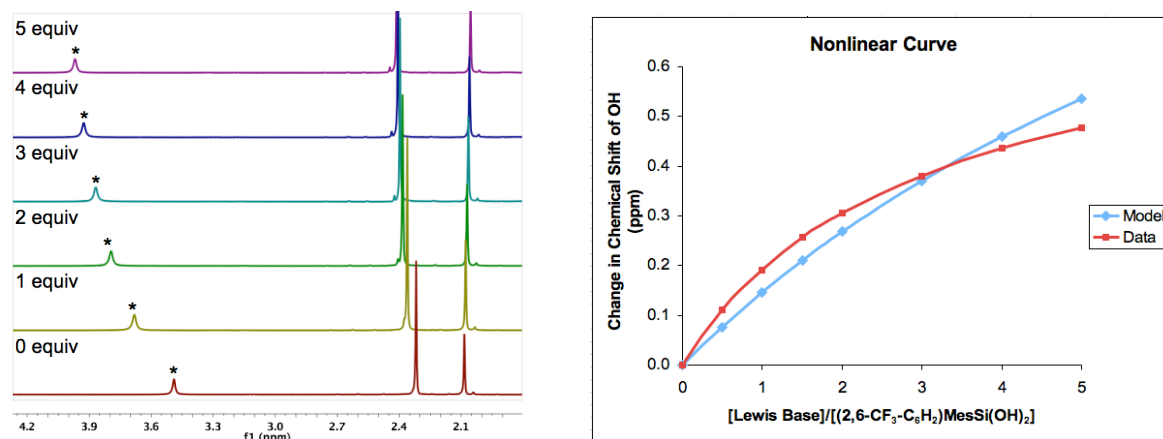 5 equiv
*
4 equiv
*
3 equiv
*
2 equiv
*
1 equiv
*
0 equiv
*
4.2 3.9 3.6 3.3 3.0 2.7 2.4 2.1
f1 (ppm)
Nonlinear Curve
Change in Chemical Shift of OH
(ppm)
0.6
0.5
0.4
0.3
0.2
0.1
0.0
0 1 2 3 4 5
[Lewis Base]/[(2,6-CF₃-C₆H₂)MesSi(OH)₂]
Model
Data